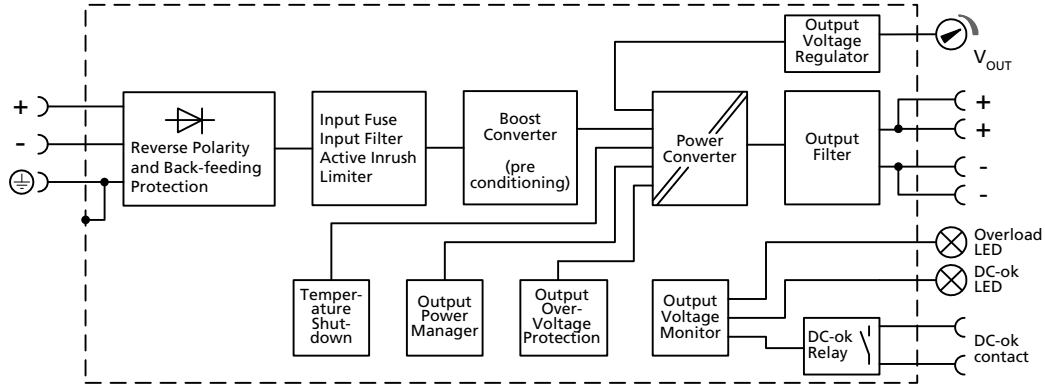 Output
Voltage
Regulator
V OUT
+
-
Reverse Polarity
and Back-feeding
Protection
Input Fuse
Input Filter
Active Inrush
Limiter
Boost
Converter
(pre
conditioning)
Power
Converter
Output
Filter
+
+
-
-
Temper-
ature
Shut-
down
Output
Power
Manager
Output
Over-
Voltage
Protection
Output
Voltage
Monitor
DC-ok
Relay
Overload
LED
DC-ok
LED
DC-ok
contact